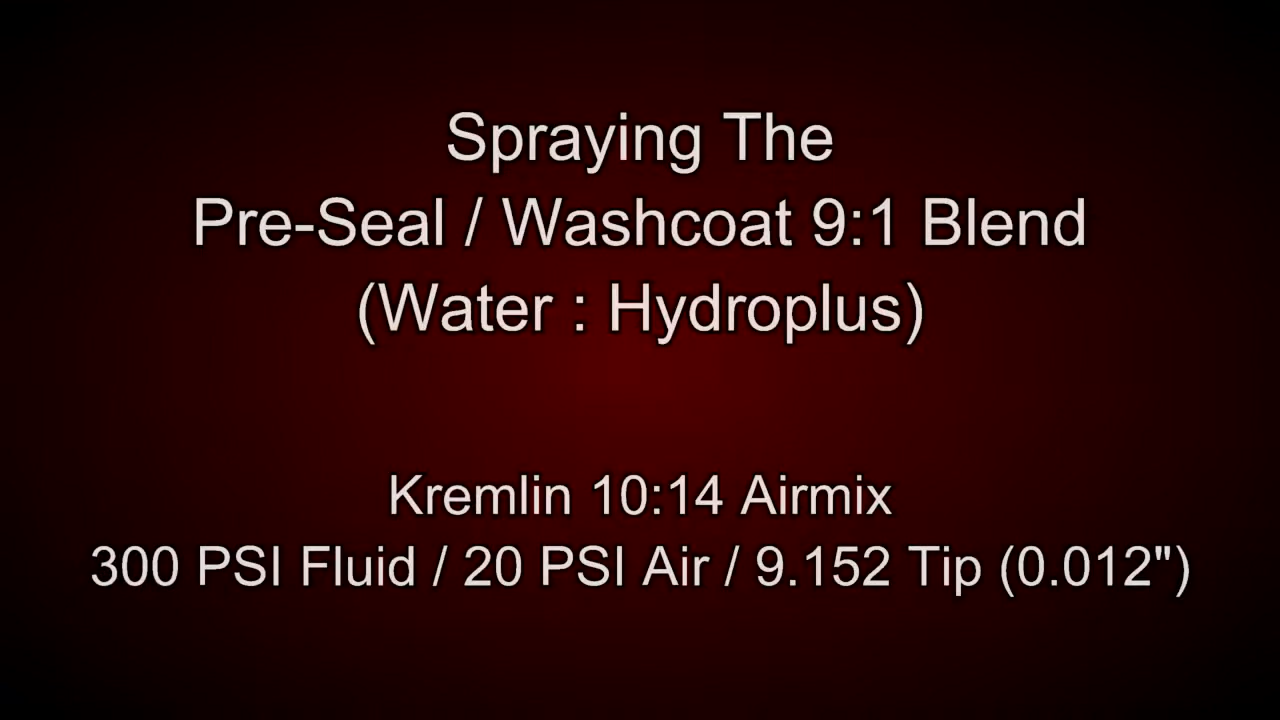 Spraying The
Pre-Seal / Washcoat 9:1 Blend
(Water : Hydroplus)
Kremlin 10:14 Airmix
300 PSI Fluid / 20 PSI Air / 9.152 Tip (0.012")